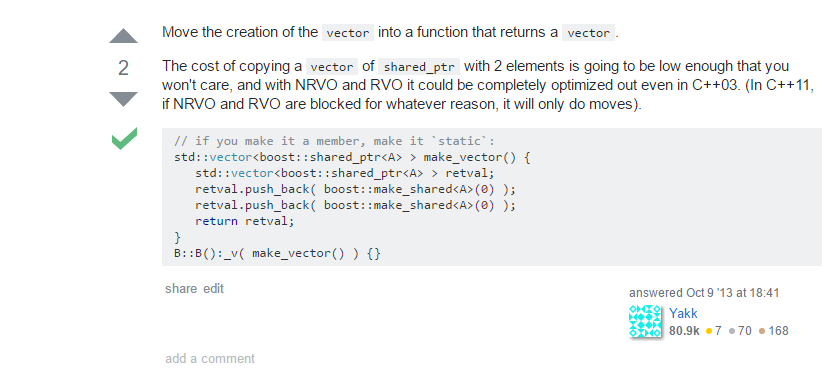 Move the creation of the vector into a function that returns a vector .
2
The cost of copying a vector of shared_ptr with 2 elements is going to be low enough that you
won't care, and with NRVO and RVO it could be completely optimized out even in C++03. (In C++11,
if NRVO and RVO are blocked for whatever reason, it will only do moves).
// if you make it a member, make it `static`:
std::vector<boost::shared_ptr<A> > make_vector() {
   std::vector<boost::shared_ptr<A> > retval;
   retval.push_back( boost::make_shared<A>(0) );
   retval.push_back( boost::make_shared<A>(0) );
   return retval;
}
B::B():_v( make_vector() ) {}
share edit
answered Oct 9 '13 at 18:41
Yakk
80.9k 7 70 168
add a comment